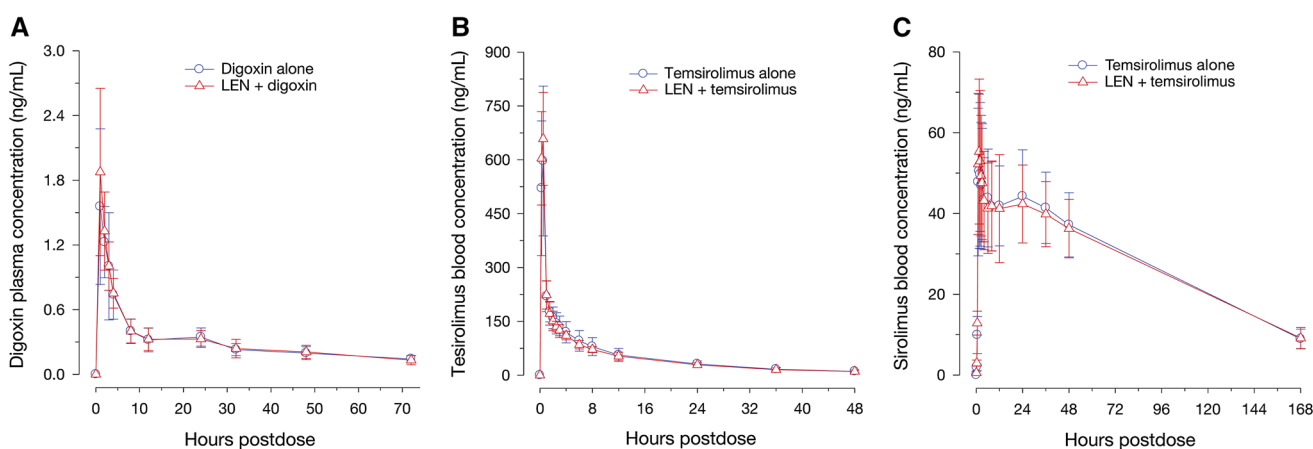 A
Digoxin plasma concentration (ng/mL)
3.0
2.4
1.8
1.2
0.6
0.0
Digoxin alone
LEN + digoxin
0 10 20 30 40 50 60 70
Hours postdose
B
Tesirolimus blood concentration (ng/mL)
900
750
600
450
300
150
0
Temsirolimus alone
LEN + temsirolimus
0 8 16 24 32 40 48
Hours postdose
C
Sirolimus blood concentration (ng/mL)
80
60
40
20
0
Temsirolimus alone
LEN + temsirolimus
0 24 48 72 96 120 144 168
Hours postdose